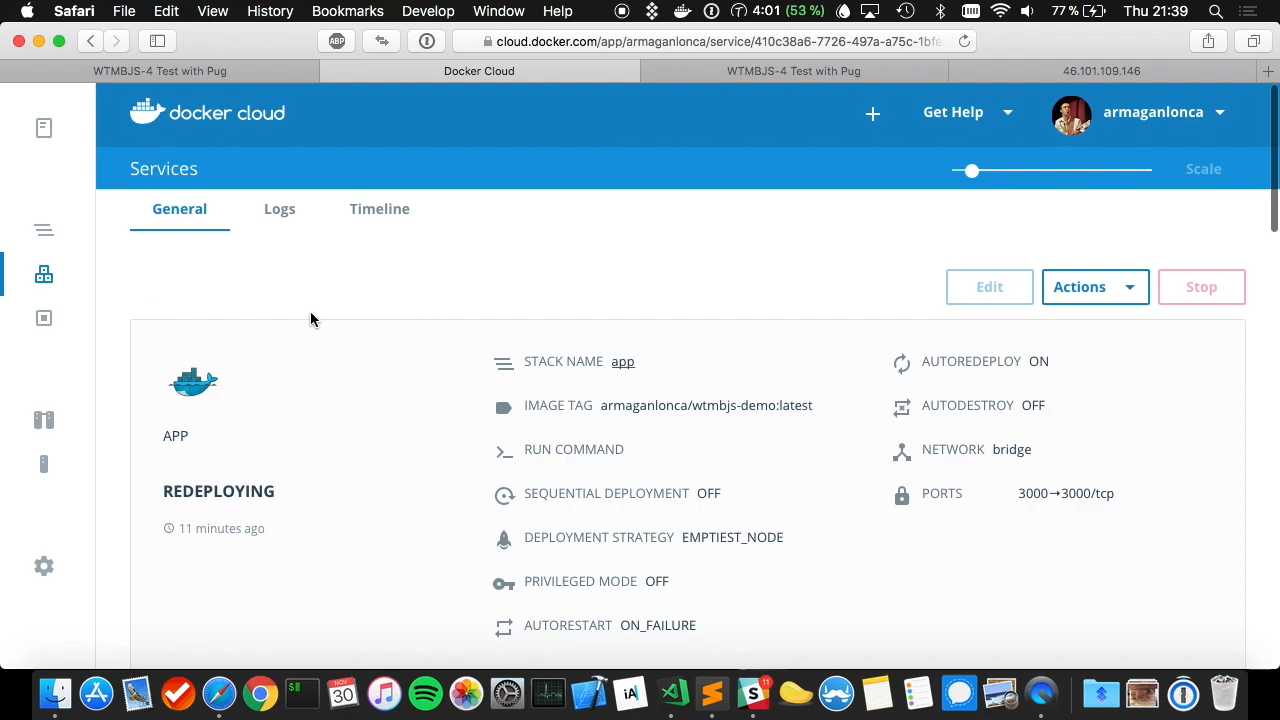 Safari File Edit View History Bookmarks Develop Window Help 4:01 (53 %) 77 % Thu 21:39
ABP cloud.docker.com/app/armaganlonca/service/410c38a6-7726-497a-a75c-1bfe
WTMBJS-4 Test with Pug Docker Cloud WTMBJS-4 Test with Pug 46.101.109.146
docker cloud Get Help armaganlonca
Services Scale
General Logs Timeline
Edit Actions Stop
STACK NAME app AUTOREDEPLOY ON
IMAGE TAG armaganlonca/wtmbjs-demo:latest AUTODESTROY OFF
APP
RUN COMMAND NETWORK bridge
REDEPLOYING
SEQUENTIAL DEPLOYMENT OFF PORTS 3000→3000/tcp
11 minutes ago
DEPLOYMENT STRATEGY EMPTIEST_NODE
PRIVILEGED MODE OFF
AUTORESTART ON_FAILURE
NOV
30
iA
11